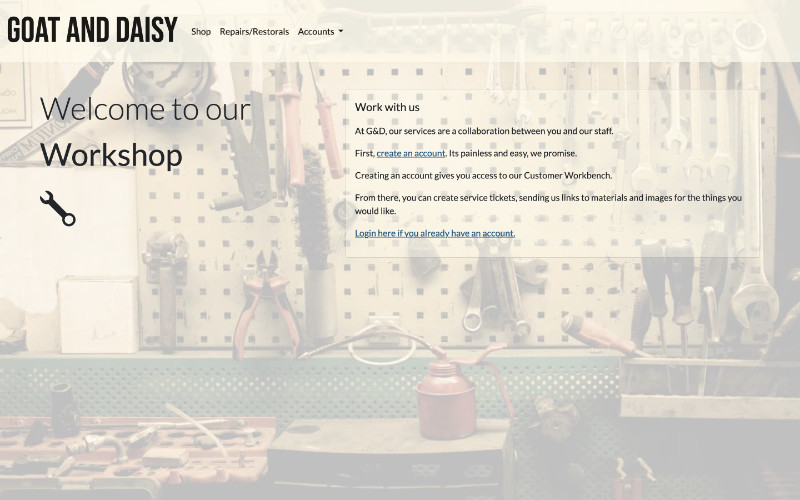 GOAT AND DAISY
Shop
Repairs/Restorals
Accounts
Welcome to our
Workshop
Work with us
At G&D, our services are a collaboration between you and our staff.
First, create an account. Its painless and easy, we promise.
Creating an account gives you access to our Customer Workbench.
From there, you can create service tickets, sending us links to materials and images for the things you
would like.
Login here if you already have an account.